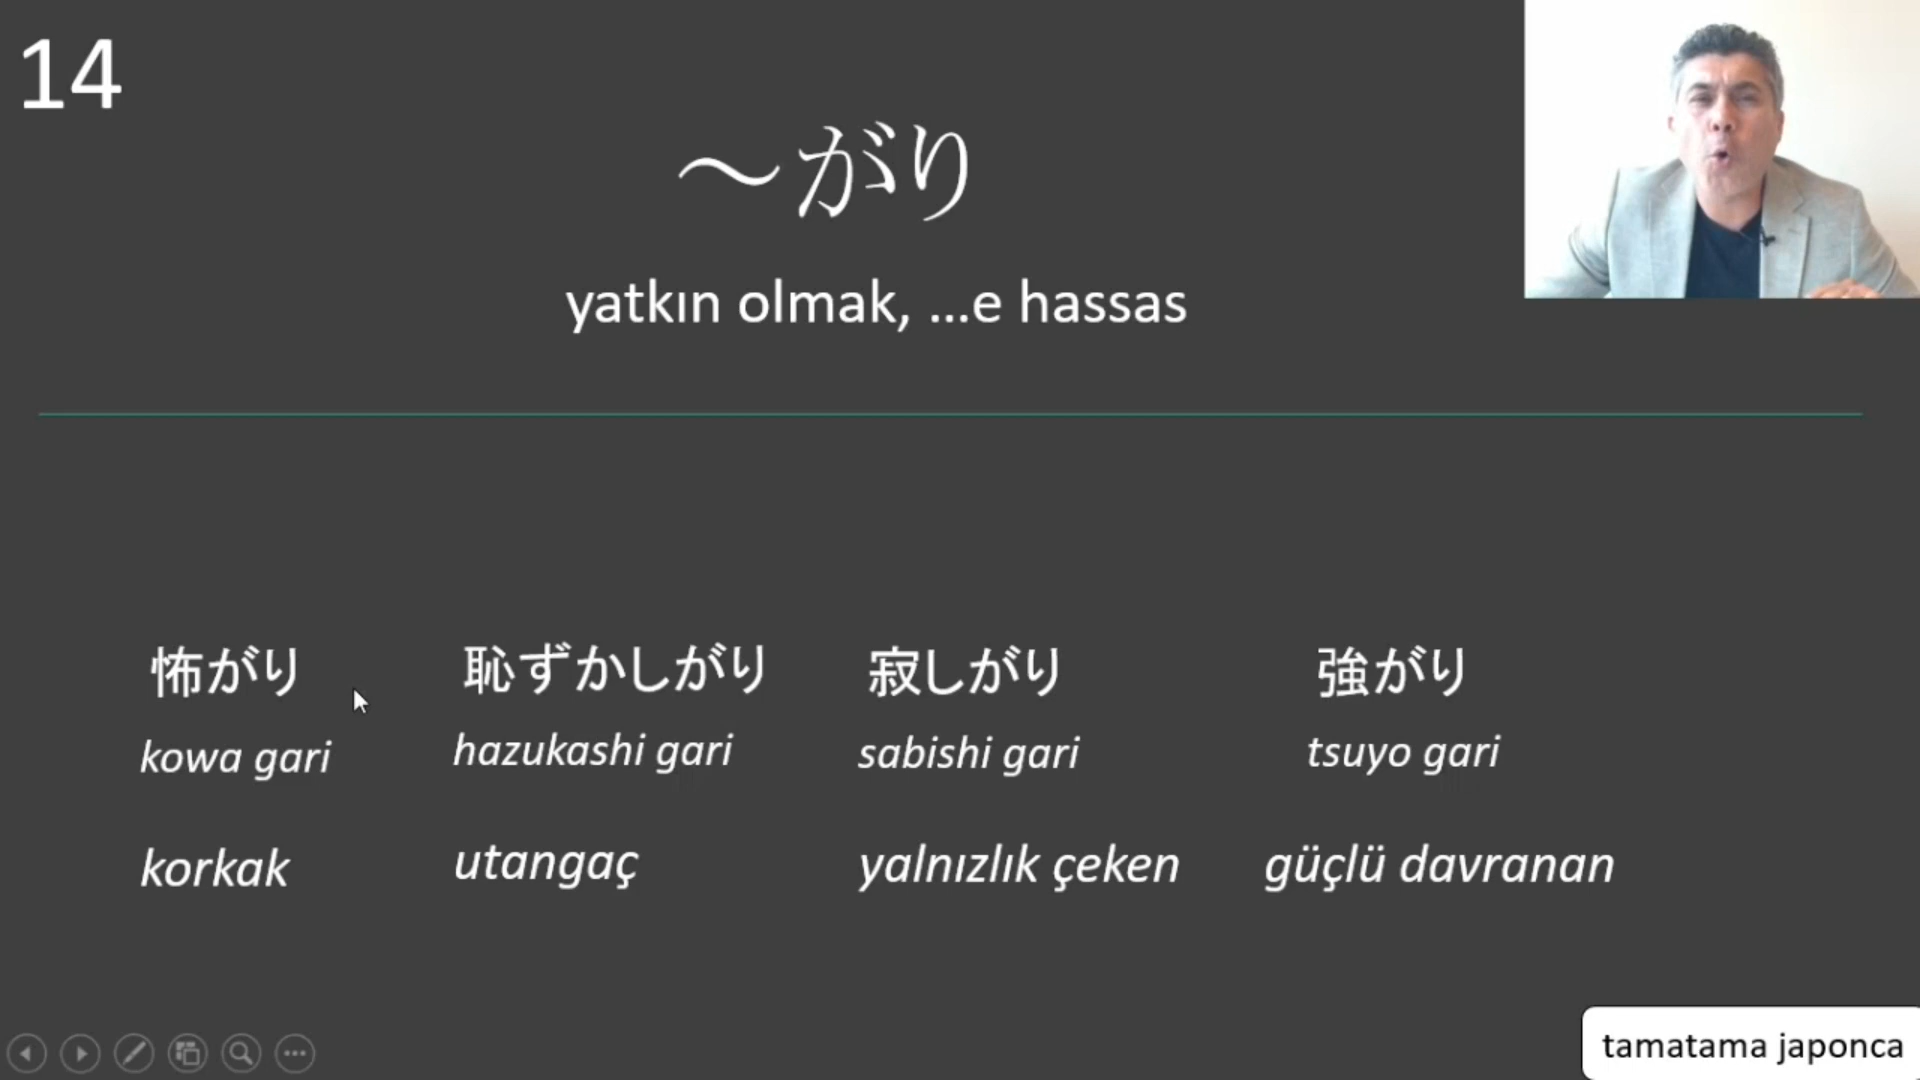 14
～がり
yatkın olmak, ...e hassas
怖がり 恥ずかしがり 寂しがり 強がり
kowa gari hazukashi gari sabishi gari tsuyo gari
korkak utangaç yalnızlık çeken güçlü davranan
tamatama japonca